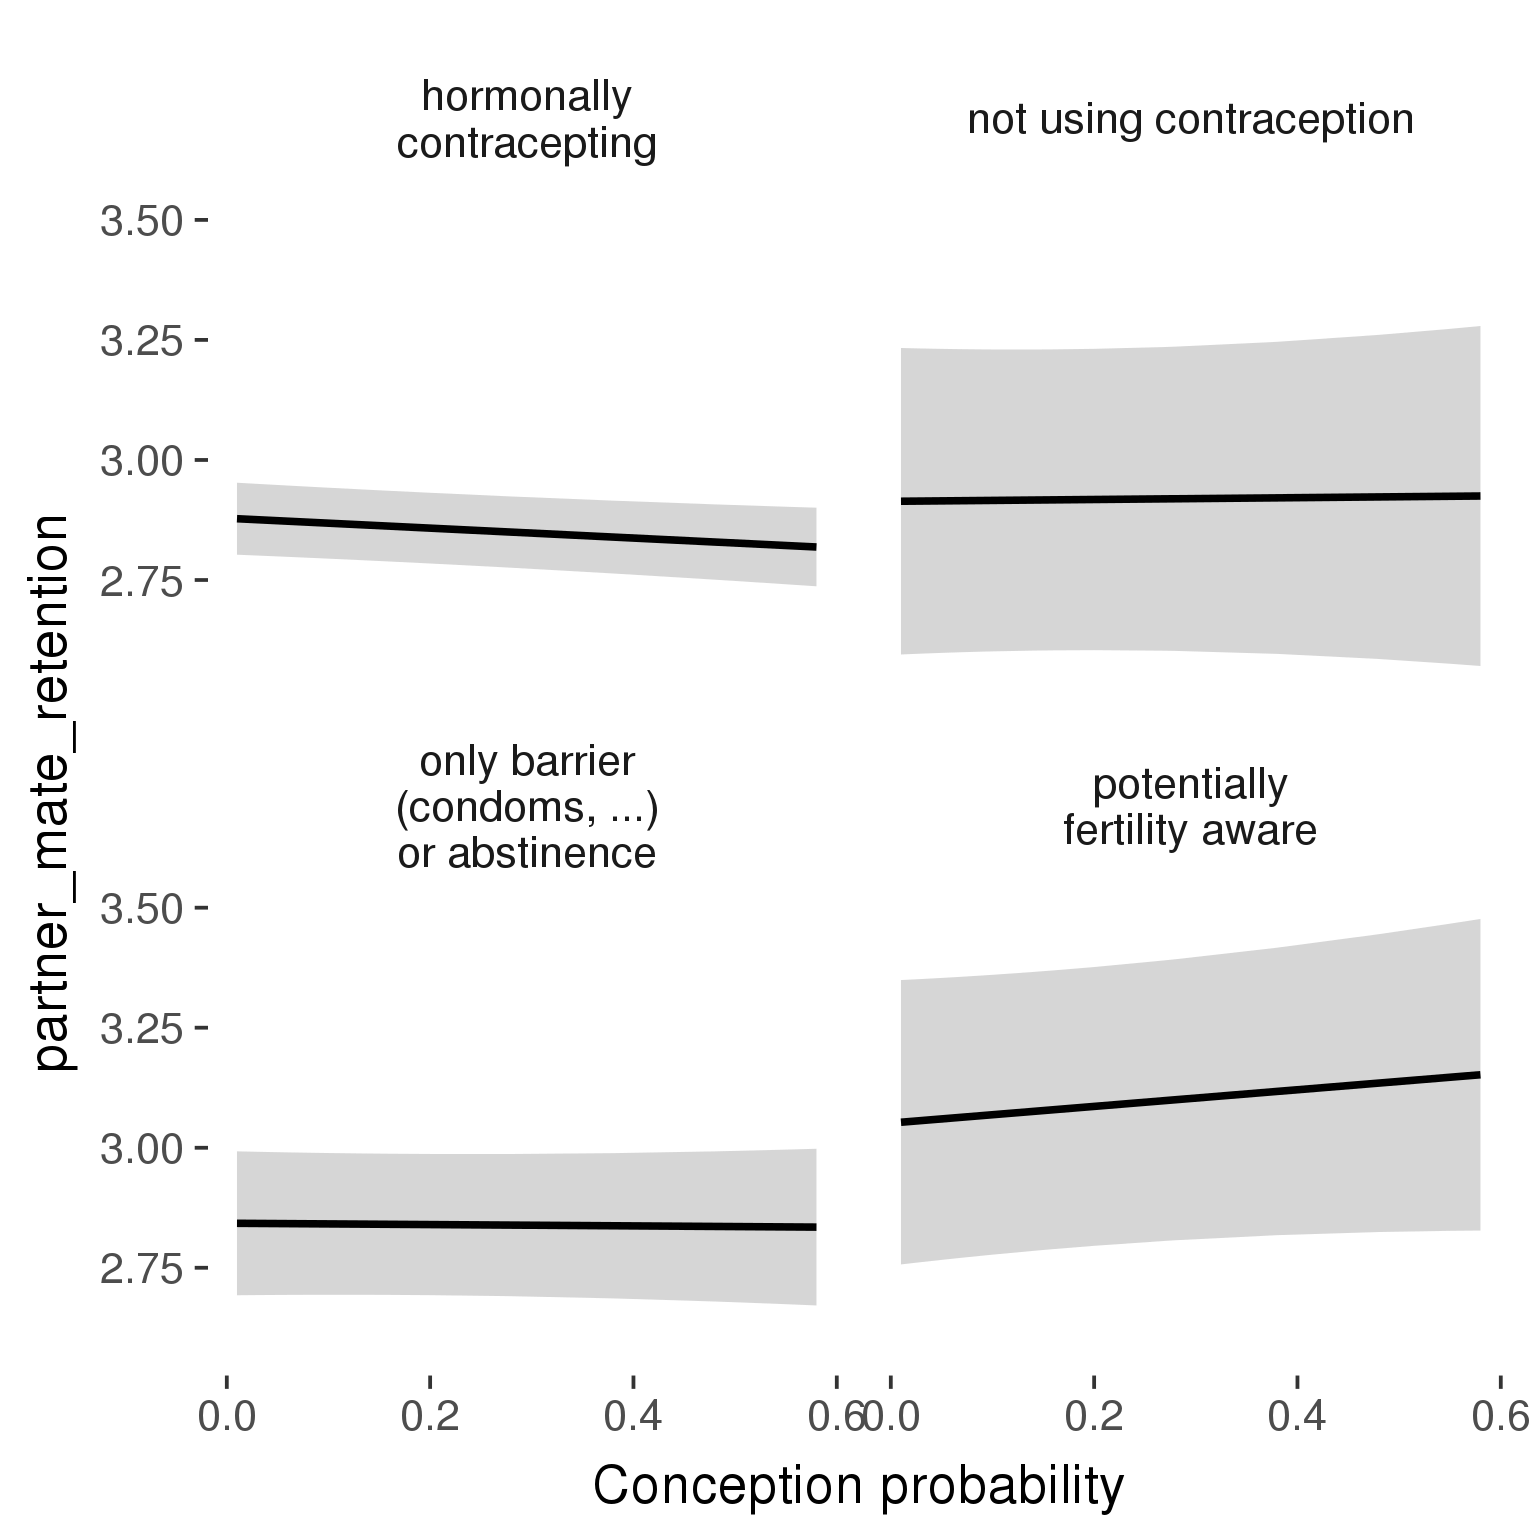 hormonally
contracepting
not using contraception
3.50
3.25
3.00
2.75
only barrier
(condoms, ...)
or abstinence
potentially
fertility aware
3.50
3.25
3.00
2.75
partner_mate_retention
0.0 0.2 0.4 0.6 0.0 0.2 0.4 0.6
Conception probability